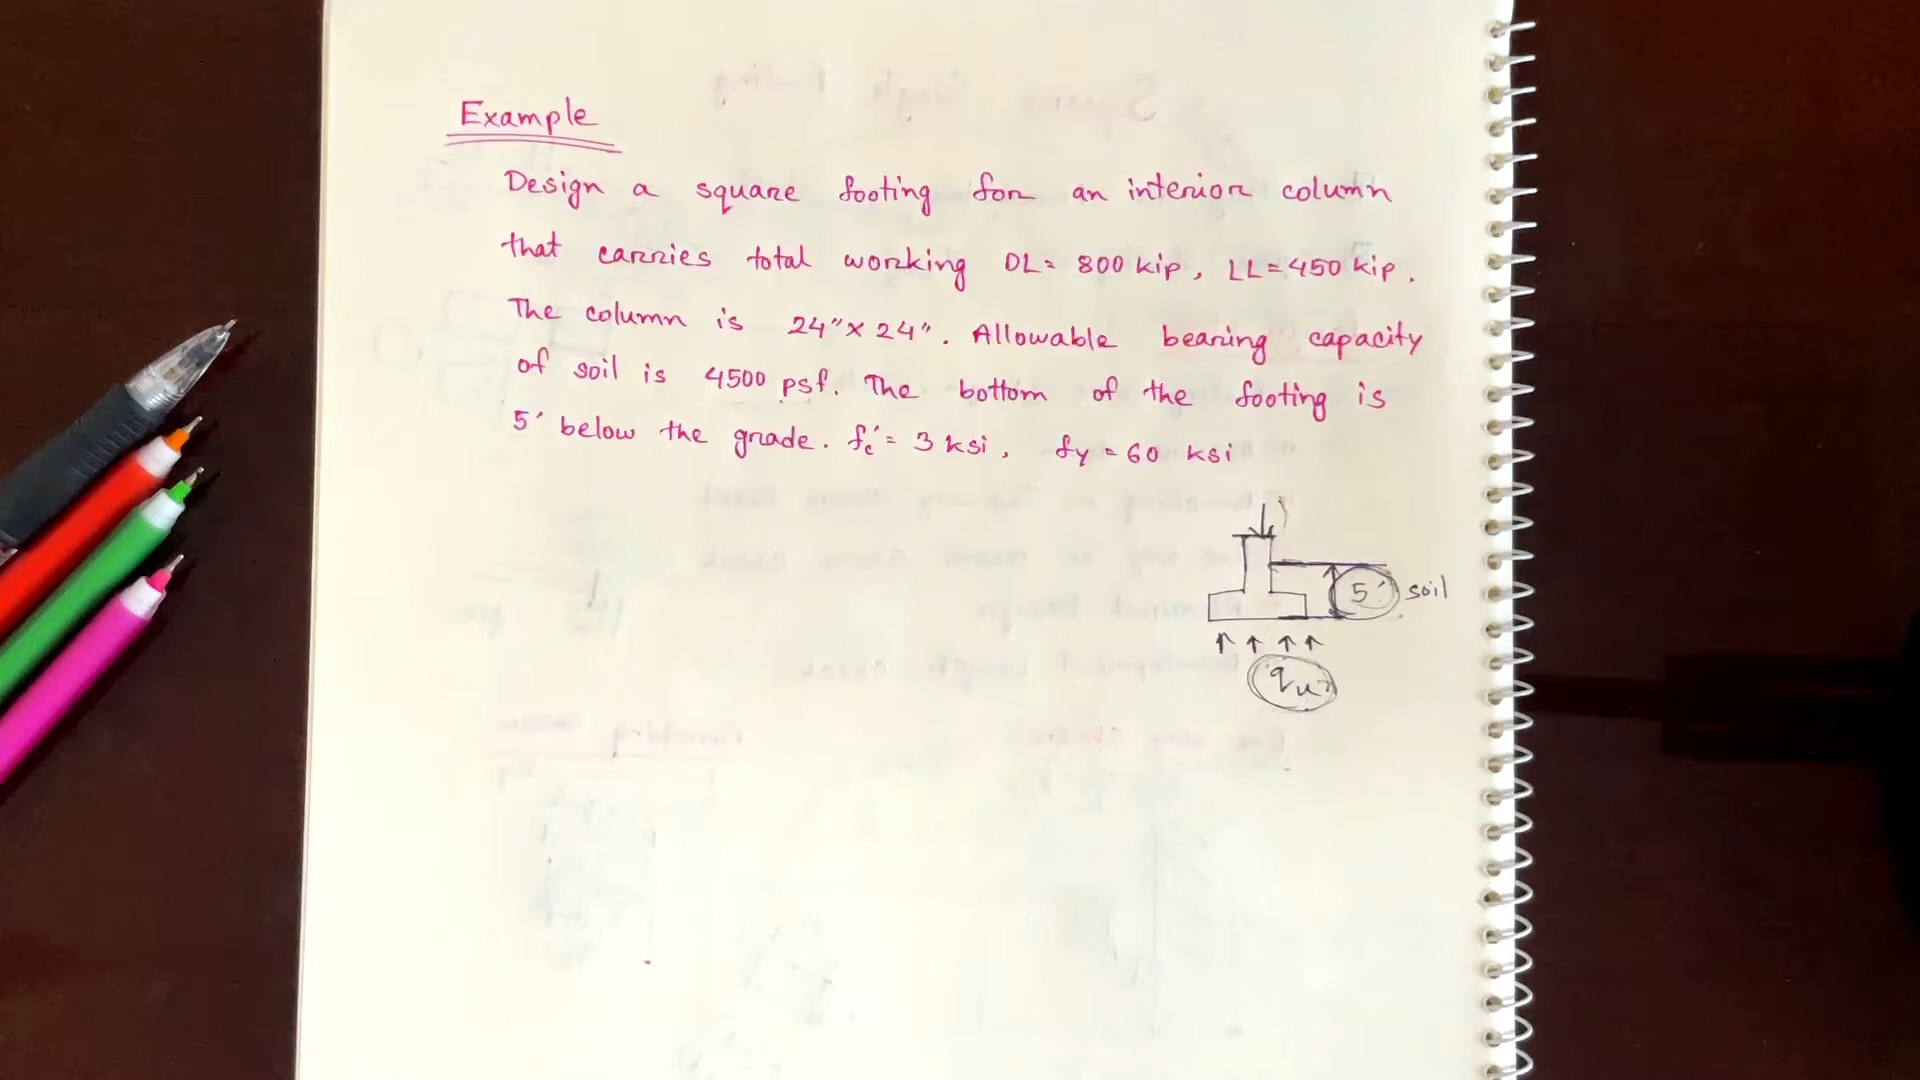 Example
Design a square footing for an interior column
that carries total working DL= 800 kip, LL=450 kip.
The column is 24"x 24". Allowable bearing capacity
of soil is 4500 psf. The bottom of the footing is
5' below the grade. fc'= 3 ksi, fy = 60 ksi
5' soil
qu